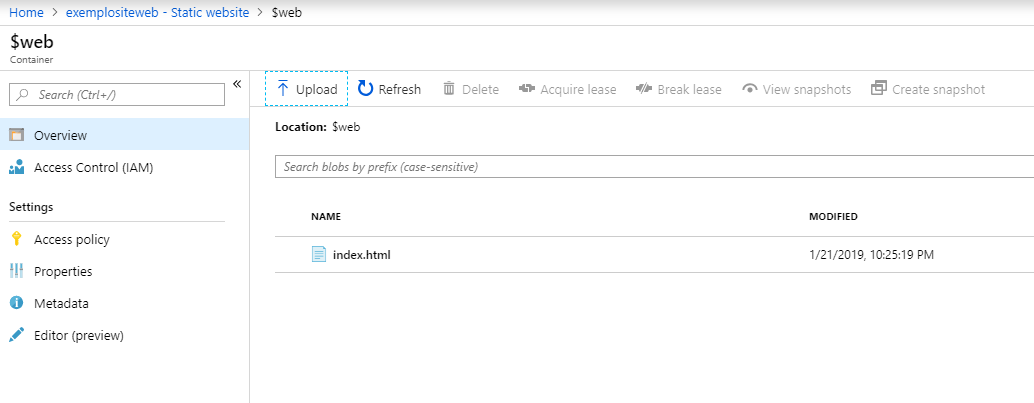 Home > exemplositeweb - Static website > $web
$web
Container
«
Search (Ctrl+/)
Overview
Access Control (IAM)
Settings
Access policy
Properties
Metadata
Editor (preview)
Upload Refresh Delete Acquire lease Break lease View snapshots Create snapshot
Location: $web
Search blobs by prefix (case-sensitive)
NAME MODIFIED
index.html 1/21/2019, 10:25:19 PM